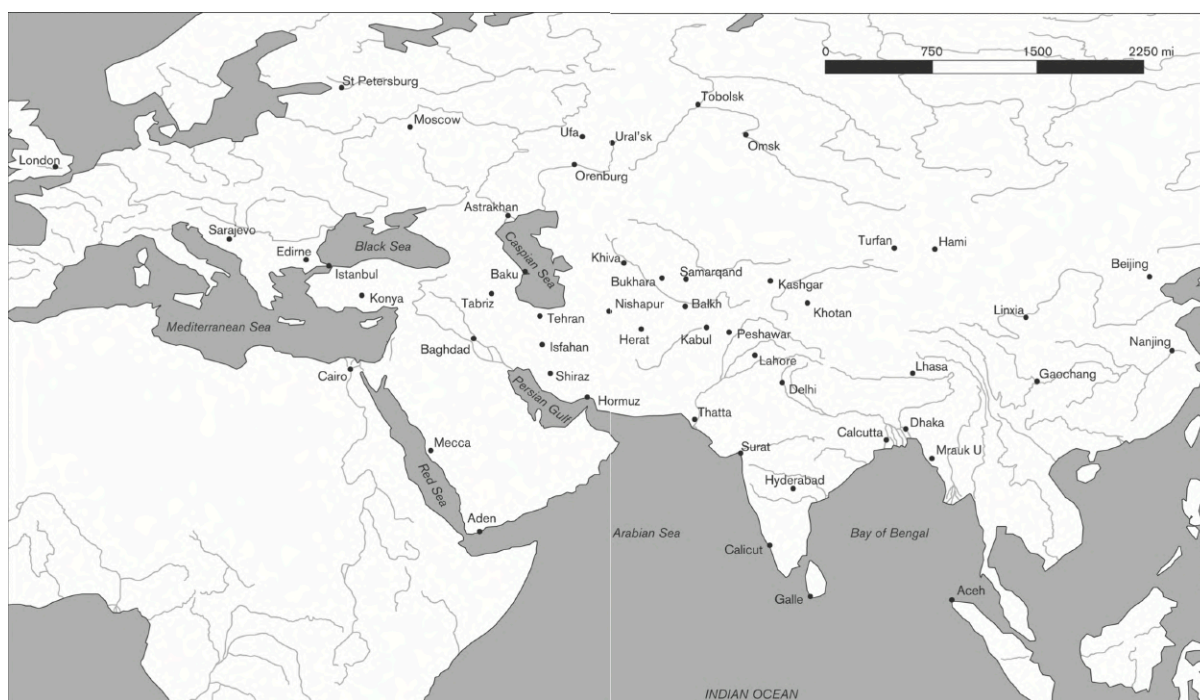 0 750 1500 2250 mi
St Petersburg
Tobolsk
Moscow
Ufa
Ural'sk
Omsk
London
Orenburg
Astrakhan
Sarajevo
Edirne
Black Sea
Caspian Sea
Turfan
Hami
Khiva
Beijing
Istanbul
Baku
Bukhara
Samarqand
Kashgar
Konya
Tabriz
Nishapur
Balkh
Khotan
Linxia
Mediterranean Sea
Tehran
Herat
Kabul
Peshawar
Baghdad
Isfahan
Nanjing
Lahore
Lhasa
Cairo
Shiraz
Gaochang
Persian Gulf
Delhi
Hormuz
Thatta
Calcutta
Dhaka
Mecca
Surat
Mrauk U
Red Sea
Hyderabad
Aden
Arabian Sea
Bay of Bengal
Calicut
Galle
Aceh
INDIAN OCEAN